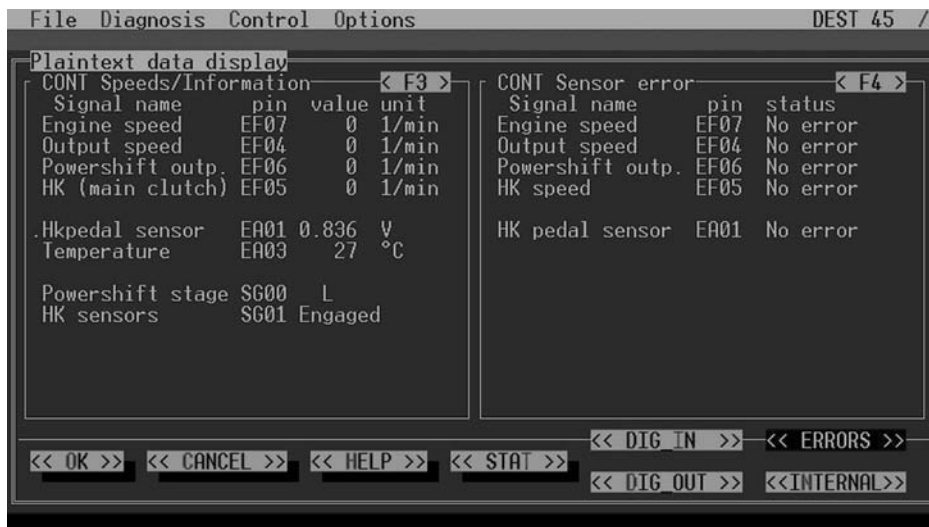 File Diagnosis Control Options DEST 45 /
Plaintext data display
CONT Speeds/Information < F3 >
Signal name pin value unit
Engine speed EF07 0 1/min
Output speed EF04 0 1/min
Powershift outp. EF06 0 1/min
HK (main clutch) EF05 0 1/min
.Hkpedal sensor EA01 0.836 V
Temperature EA03 27 °C
Powershift stage SG00 L
HK sensors SG01 Engaged
CONT Sensor error < F4 >
Signal name pin status
Engine speed EF07 No error
Output speed EF04 No error
Powershift outp. EF06 No error
HK speed EF05 No error
HK pedal sensor EA01 No error
<< DIG_IN >> << ERRORS >>
<< OK >> << CANCEL >> << HELP >> << STAT >>
<< DIG_OUT >> <<INTERNAL>>